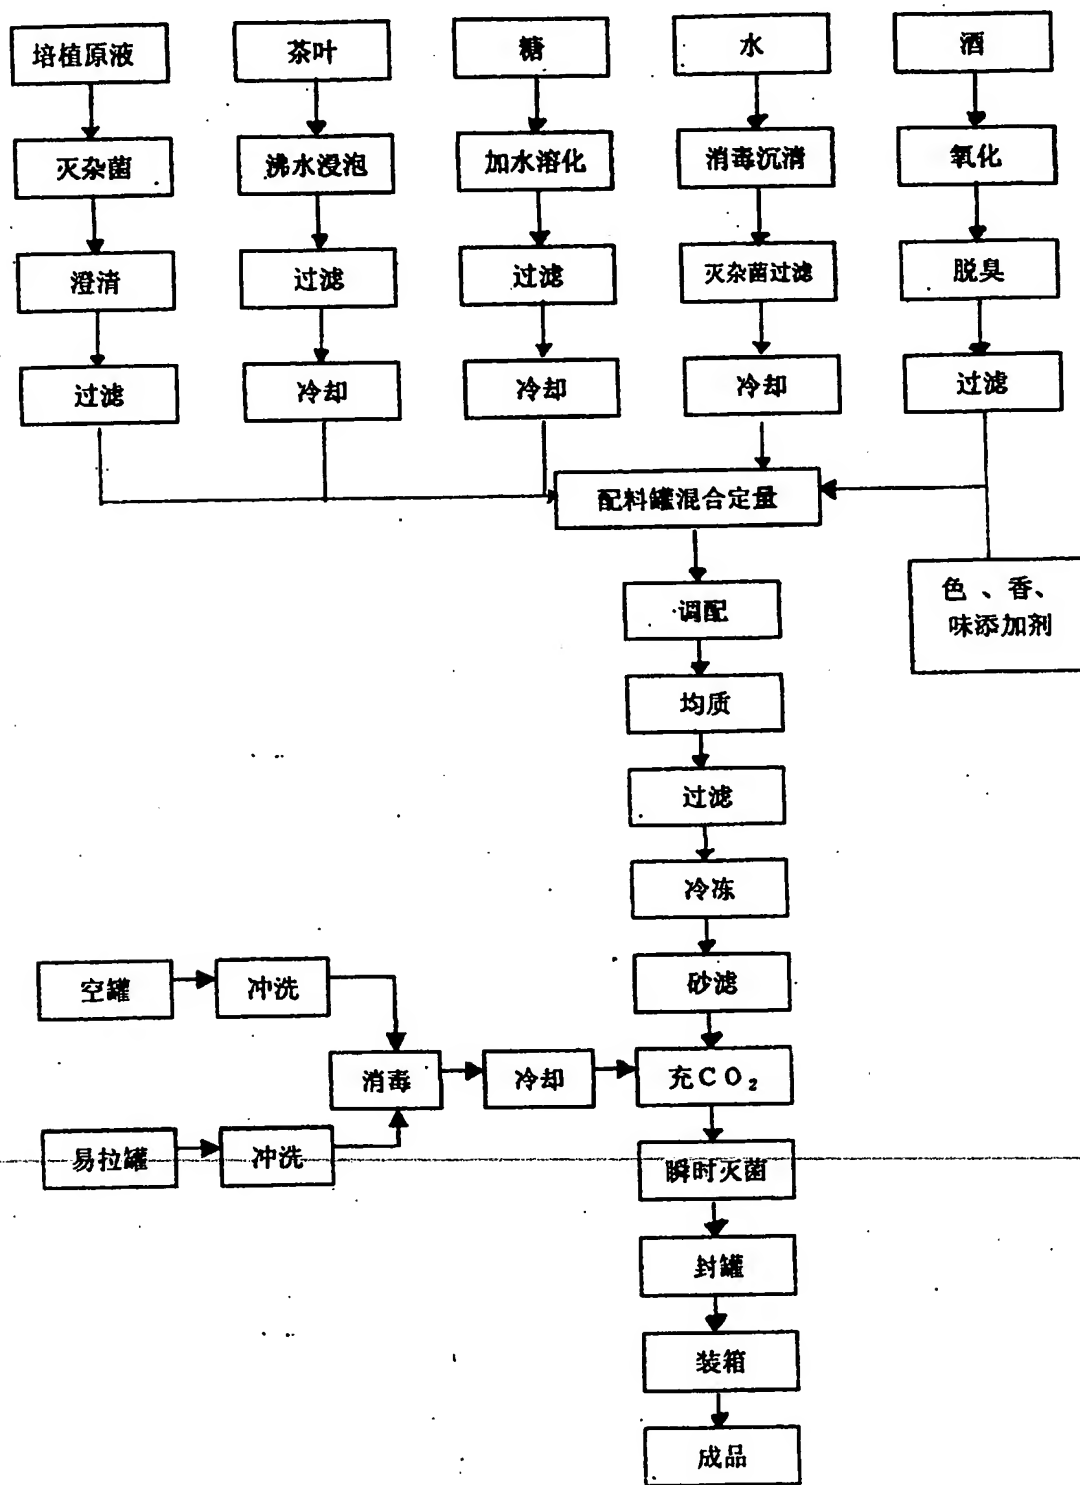 培植原液
茶叶
糖
水
酒
灭杂菌
沸水浸泡
加水溶化
消毒沉清
氧化
澄清
过滤
过滤
灭杂菌过滤
脱臭
过滤
冷却
冷却
冷却
过滤
配料罐混合定量
色、香、
味添加剂
调配
均质
过滤
冷冻
砂滤
空罐
冲洗
消毒
冷却
充CO₂
易拉罐
冲洗
瞬时灭菌
封罐
装箱
成品